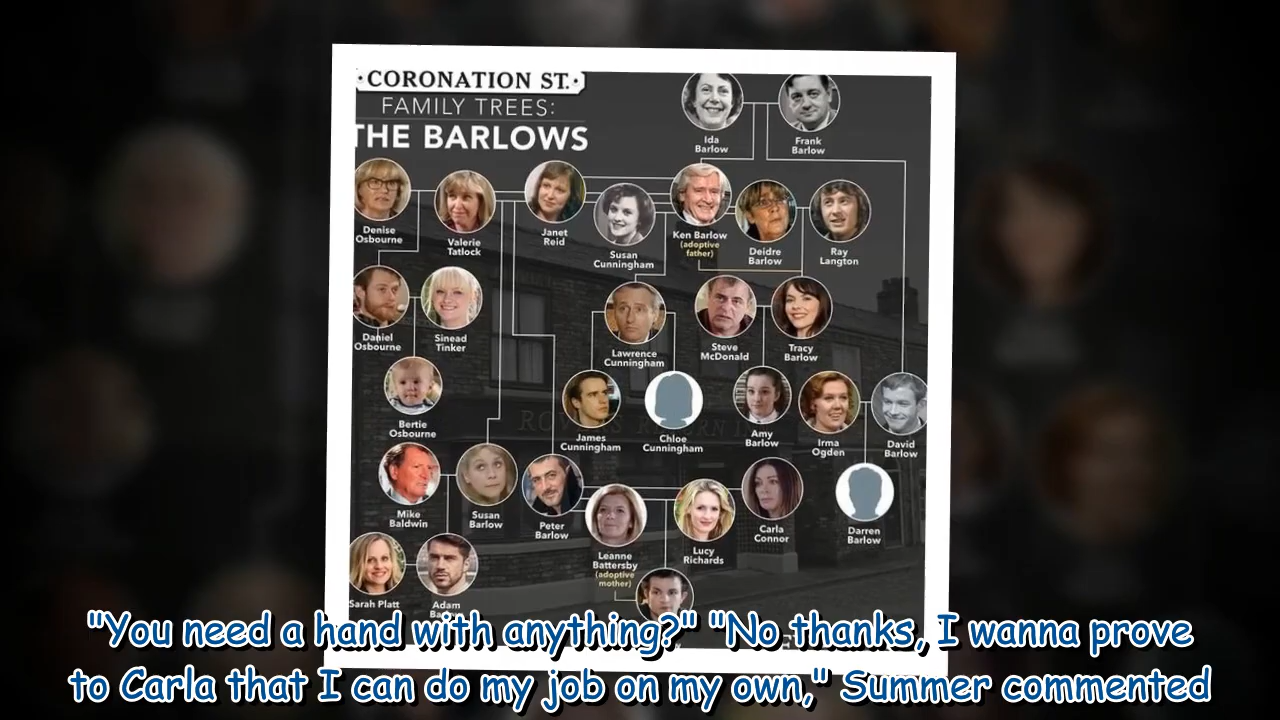 CORONATION ST.
FAMILY TREES:
THE BARLOWS
Ida
Barlow
Frank
Barlow
Denise
Osbourne
Valerie
Tatlock
Janet
Reid
Susan
Cunningham
Ken Barlow
(adoptive
father)
Deidre
Barlow
Ray
Langton
Daniel
Osbourne
Sinead
Tinker
Lawrence
Cunningham
Steve
McDonald
Tracy
Barlow
Bertie
Osbourne
James
Cunningham
Chloe
Cunningham
Amy
Barlow
Irma
Ogden
David
Barlow
Mike
Baldwin
Susan
Barlow
Peter
Barlow
Leanne
Battersby
(adoptive
mother)
Lucy
Richards
Carla
Connor
Darren
Barlow
Sarah Platt
Adam
"You need a hand with anything?" "No thanks, I wanna prove
to Carla that I can do my job on my own," Summer commented